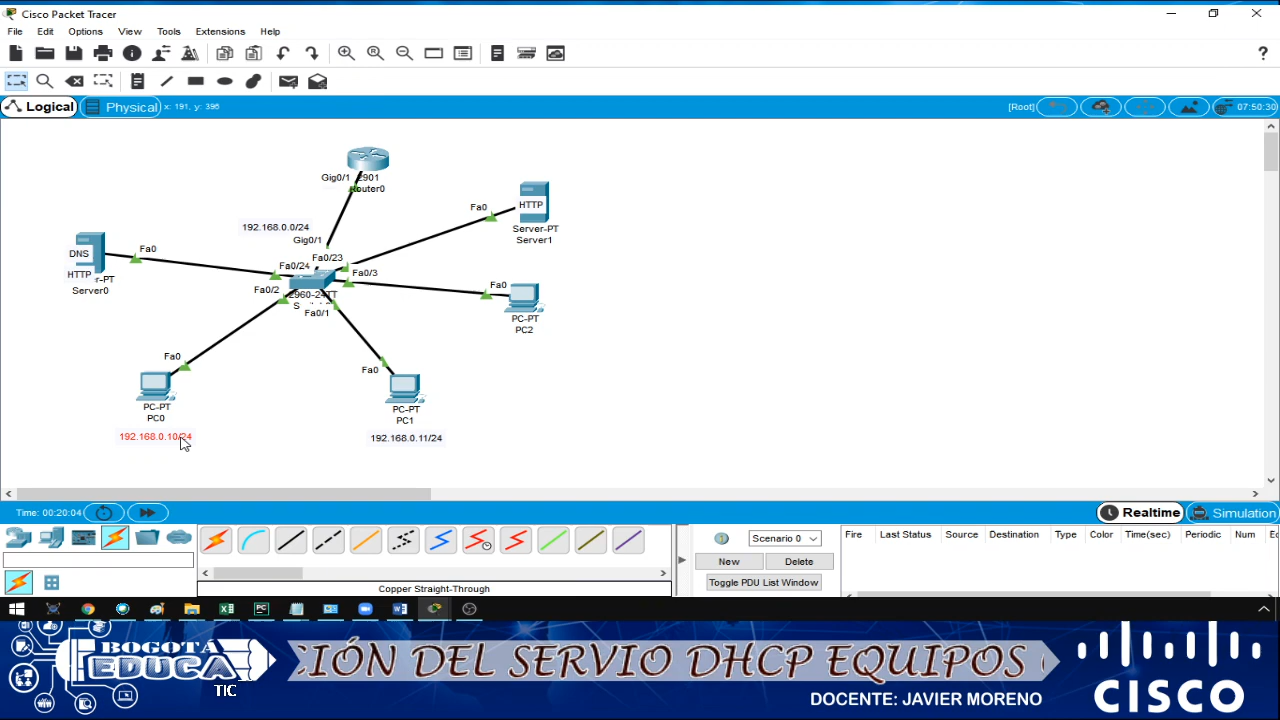 Cisco Packet Tracer
File Edit Options View Tools Extensions Help
?
Logical Physical x: 191, y: 396 [Root] 07:50:30
Gig0/1 2901
Router0
192.168.0.0/24
Gig0/1
Fa0 HTTP
Server-PT
Server1
DNS Fa0
HTTP er-PT
Server0
Fa0/24 Fa0/23
Fa0/3
Fa0/2 2960-24TT
Fa0/1
Fa0
PC-PT
PC2
Fa0
PC-PT
PC0
192.168.0.10/24
Fa0
PC-PT
PC1
192.168.0.11/24
Time: 00:20:04 Realtime Simulation
Scenario 0
New Delete
Toggle PDU List Window
Fire Last Status Source Destination Type Color Time(sec) Periodic Num Ec
Copper Straight-Through
BOGOTÁ
EDUCA
TIC
CIÓN DEL SERVIO DHCP EQUIPOS
DOCENTE: JAVIER MORENO
CISCO